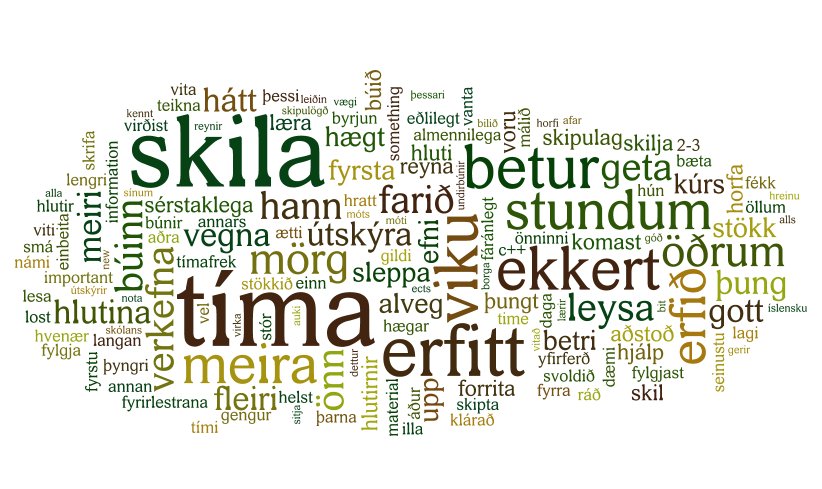 vita
hátt
þessi
leiðin
vægi
búið
þessari
kennt
skipulögð
teikna
virðist
reynir
læra
byrjun
something
eðlilegt
vanta
bilið
horfi
afar
skrifa
skila
hægt
almennilega
voru
málið
skipulag
skilja
2-3
lengri
fyrsta
reyna
hluti
undirbúnir
betur
geta
bæta
alla
hlutir
information
sínum
sérstaklega
hann
hratt
farið
hún
kúrs
horfa
fékk
hreinu
viti
meiri
einbeita
búinn
búnir
annars
móts
móti
fáránlegt
stundum
öllum
alls
smá
aðra
vegna
ætti
útskýra
efni
viku
c++
önninni
komast
góð
stökk
námi
new
tímafrek
mörg
gildi
sleppa
borga
ekkert
öðrum
important
útskýrir
verkefna
stökkið
einn
ects
erfið
þung
lesa
nota
tíma
alveg
þungt
daga
lærir
leysa
bit
gott
íslensku
lost
hlutina
skólans
vel
virka
stór
auki
hægar
time
hvenær
langan
erfitt
vitað
betri
aðstoð
lagi
fylgja
þyngri
meira
dettur
yfirferð
hjálp
gerir
fyrstu
annan
önn
hlutirnir
upp
forrita
svoldið
dæmi
fylgjast
seinustu
fyrirlestrana
fleiri
helst
material
áður
skipta
fyrra
ráð
skil
gengur
sitja
þarna
klárað
tími
illa